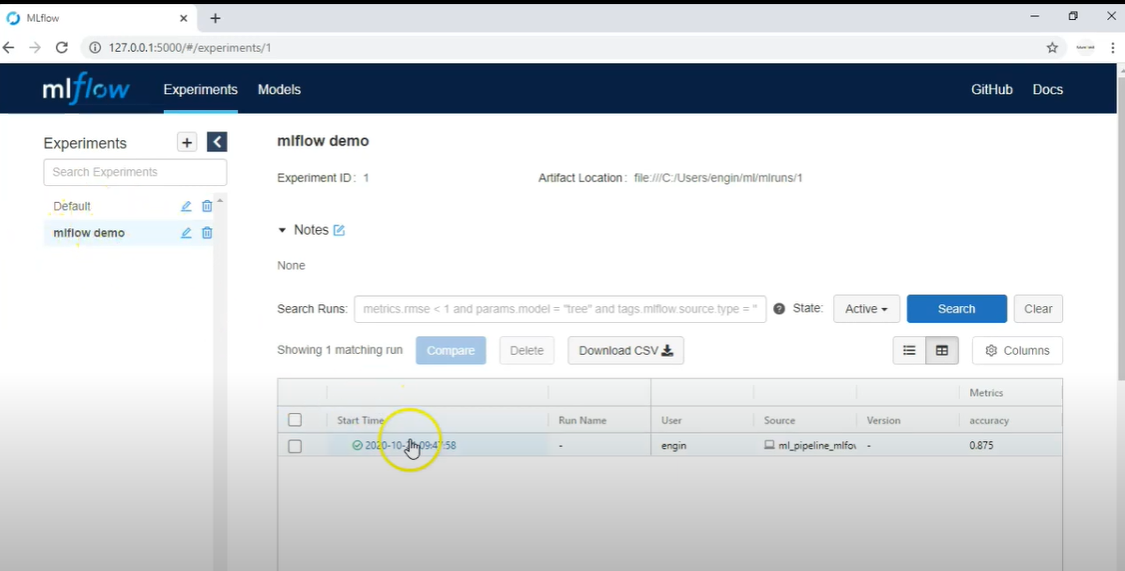 MLflow
127.0.0.1:5000/#/experiments/1
mlflow Experiments Models GitHub Docs
Experiments
Search Experiments
Default
mlflow demo
mlflow demo
Experiment ID: 1 Artifact Location: file:///C:/Users/engin/ml/mlruns/1
Notes
None
Search Runs: metrics.rmse < 1 and params.model = "tree" and tags.mlflow.source.type = " State: Active Search Clear
Showing 1 matching run Compare Delete Download CSV Columns
Metrics
Start Time Run Name User Source Version accuracy
09:47:58 - engin ml_pipeline_mlfov - 0.875